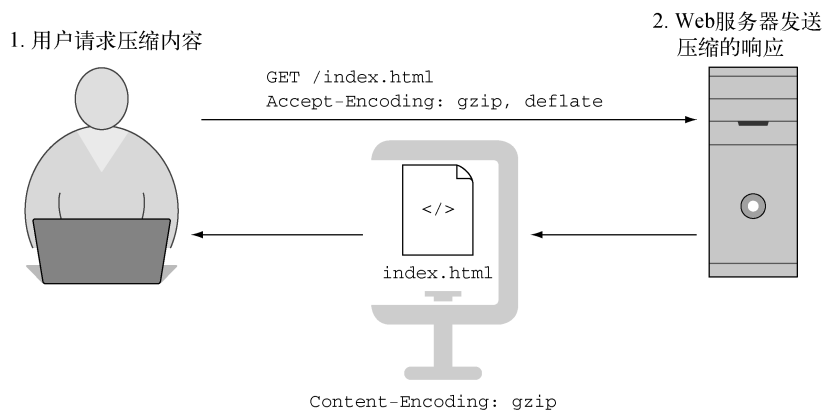 1. 用户请求压缩内容
2. Web服务器发送
压缩的响应
GET /index.html
Accept-Encoding: gzip, deflate
</>
index.html
Content-Encoding: gzip